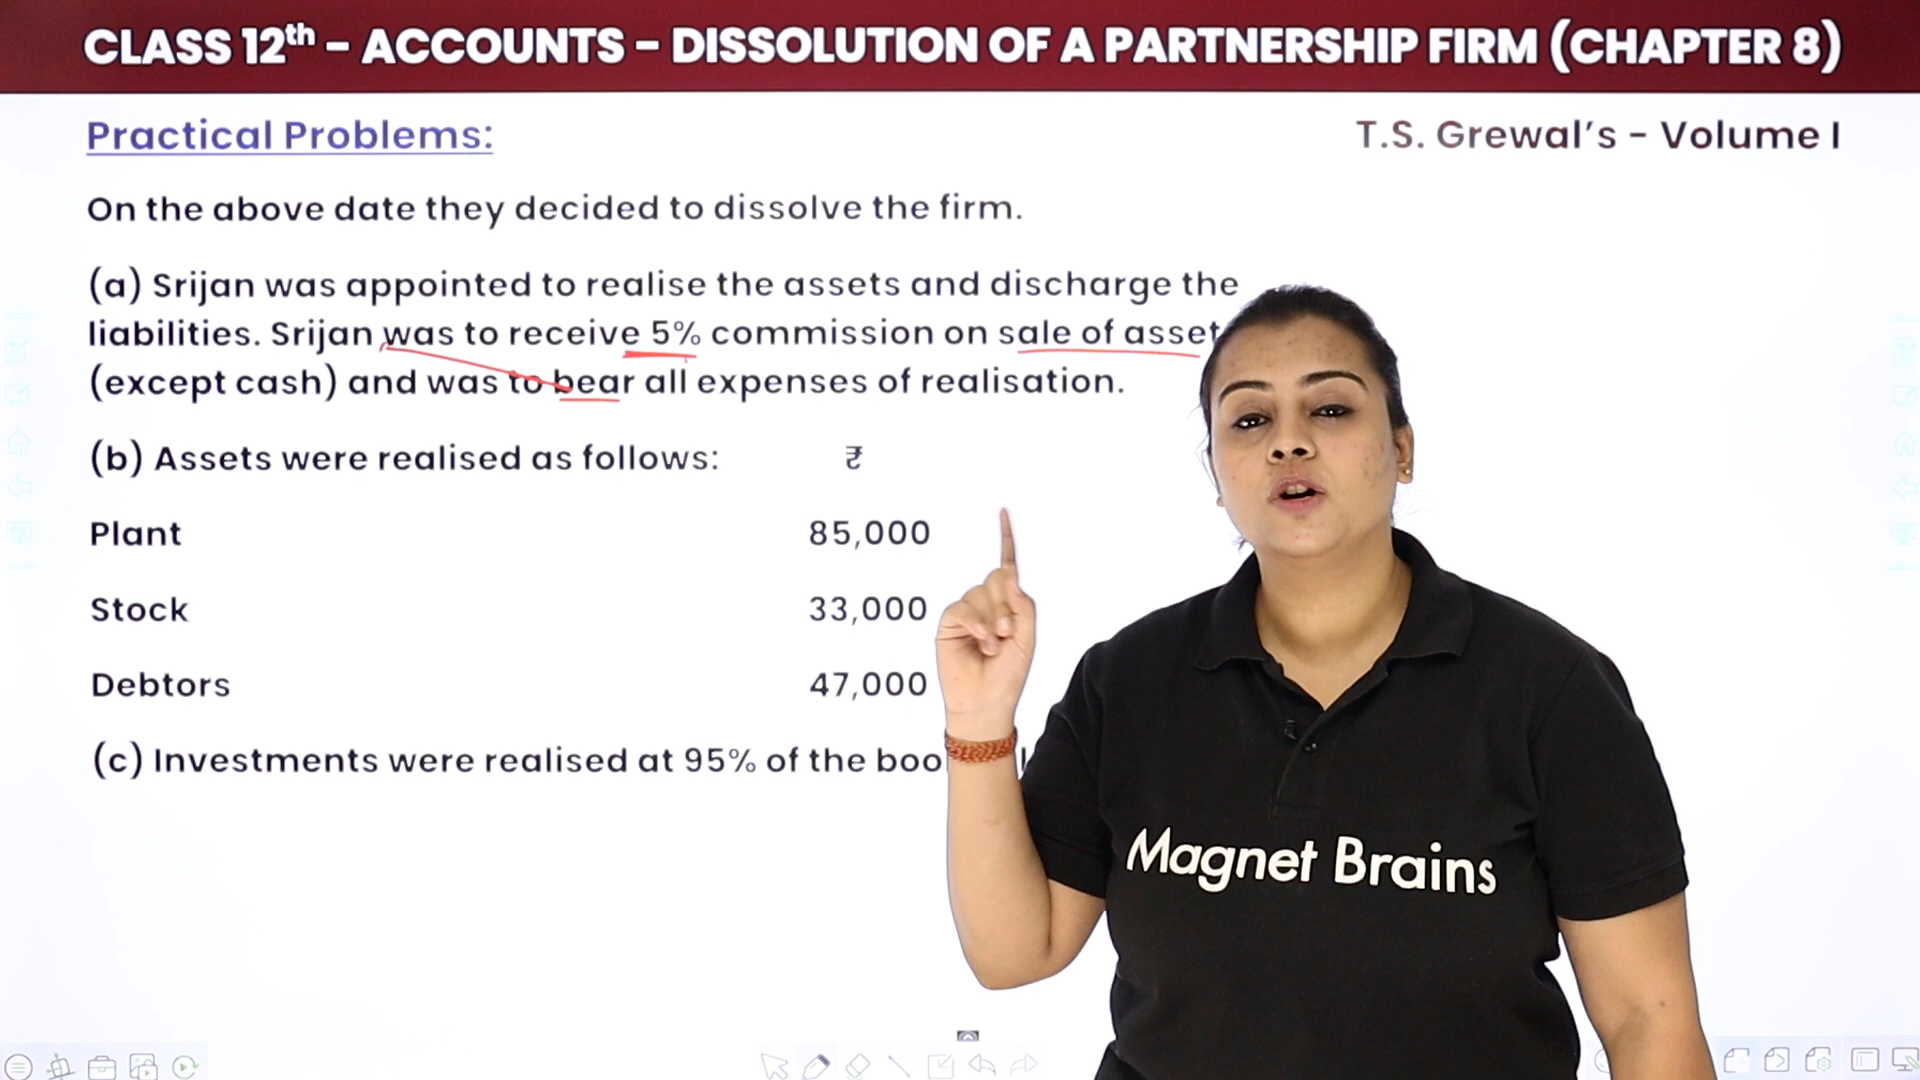 CLASS 12th – ACCOUNTS – DISSOLUTION OF A PARTNERSHIP FIRM (CHAPTER 8)
Practical Problems:
T.S. Grewal's - Volume I
On the above date they decided to dissolve the firm.
(a) Srijan was appointed to realise the assets and discharge the
liabilities. Srijan was to receive 5% commission on sale of
(except cash) and was to bear all expenses of realisation.
(b) Assets were realised as follows: ₹
Plant 85,000
Stock 33,000
Debtors 47,000
(c) Investments were realised at 95% of the
Magnet Brains